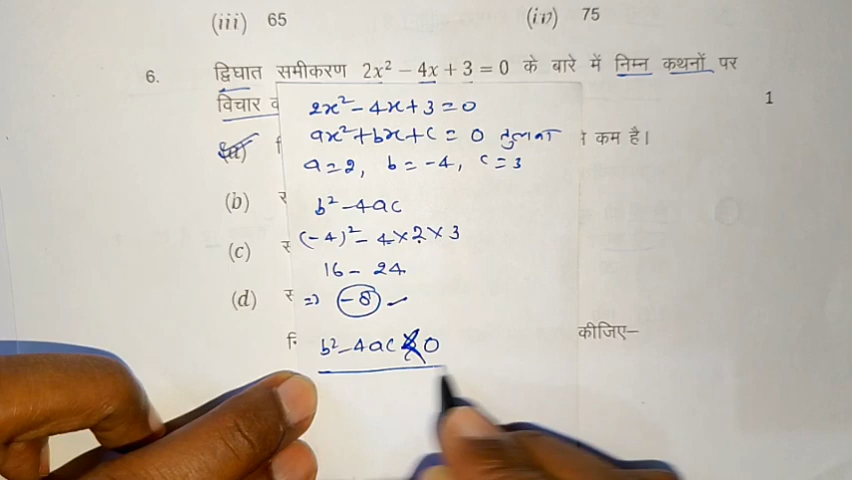 (iii) 65 (iv) 75
6. द्विघात समीकरण 2x² − 4x + 3 = 0 के बारे में निम्न कथनों पर
विचार 1
2x² − 4x + 3 = 0
ax² + bx + c = 0 तुलना
(a) कम है।
a = 2, b = −4, c = 3
(b) b² − 4ac
(c) (−4)² − 4 × 2 × 3
16 − 24
(d) ⇒ −8
कीजिए–
b² − 4ac 0